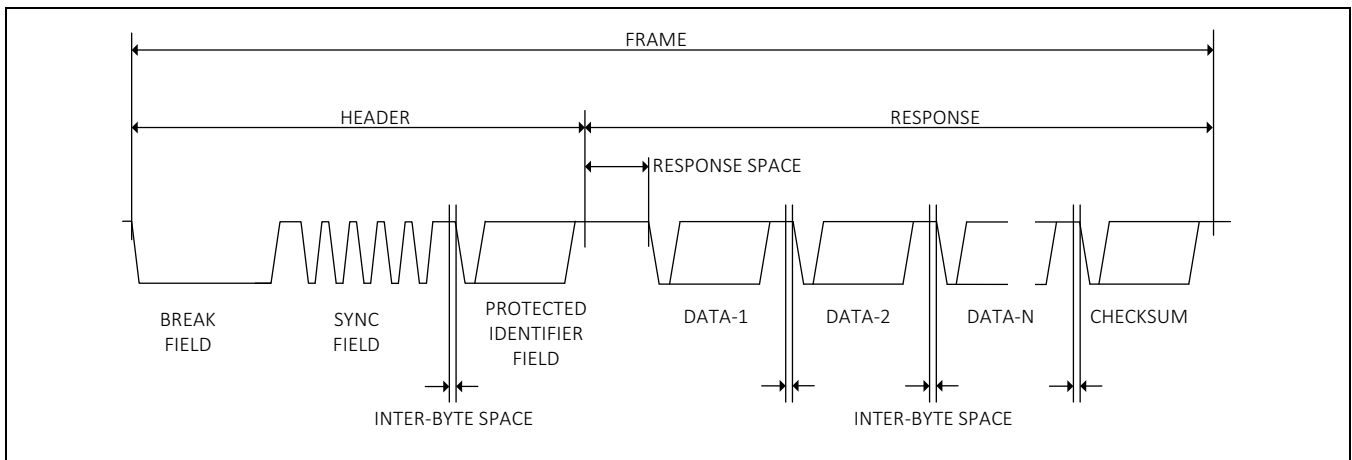 FRAME
HEADER
RESPONSE
RESPONSE SPACE
BREAK
FIELD
SYNC
FIELD
PROTECTED
IDENTIFIER
FIELD
DATA-1
DATA-2
DATA-N
CHECKSUM
INTER-BYTE SPACE
INTER-BYTE SPACE